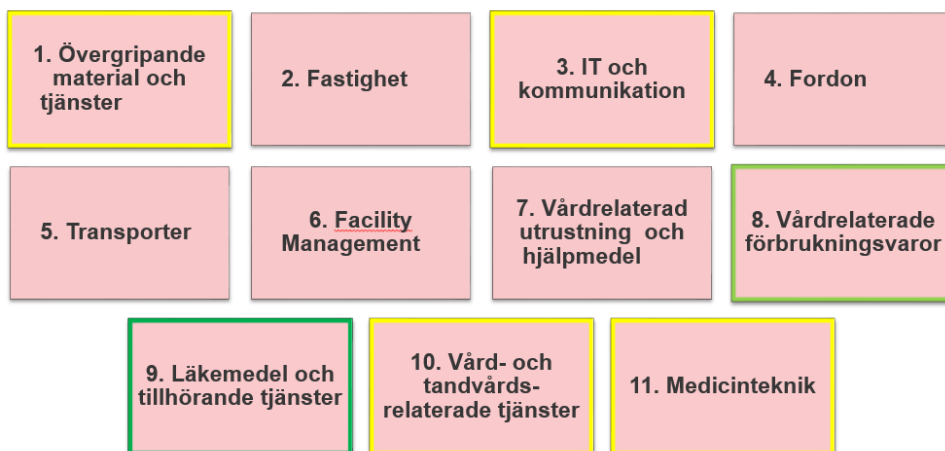 1. Övergripande
material och
tjänster
2. Fastighet
3. IT och
kommunikation
4. Fordon
5. Transporter
6. Facility
Management
7. Vårdrelaterad
utrustning och
hjälpmedel
8. Vårdrelaterade
förbrukningsvaror
9. Läkemedel och
tillhörande tjänster
10. Vård- och
tandvårds-
relaterade tjänster
11. Medicinteknik